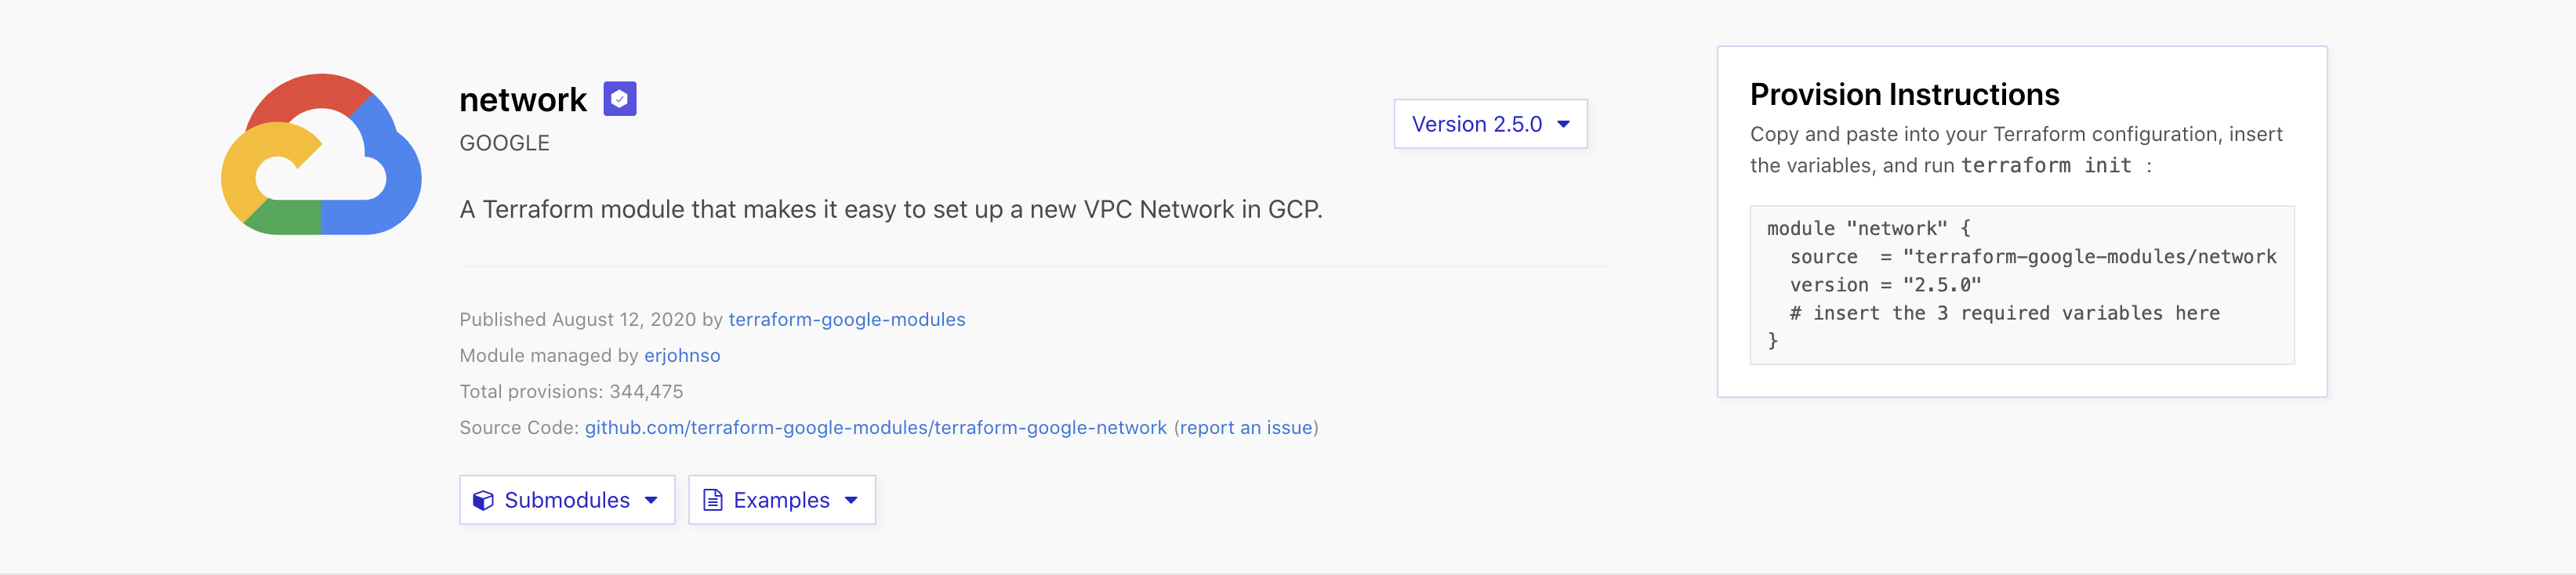 network
GOOGLE
Version 2.5.0
A Terraform module that makes it easy to set up a new VPC Network in GCP.
Published August 12, 2020 by terraform-google-modules
Module managed by erjohnso
Total provisions: 344,475
Source Code: github.com/terraform-google-modules/terraform-google-network (report an issue)
Submodules
Examples
Provision Instructions
Copy and paste into your Terraform configuration, insert
the variables, and run terraform init :
module "network" {
  source  = "terraform-google-modules/network
  version = "2.5.0"
  # insert the 3 required variables here
}